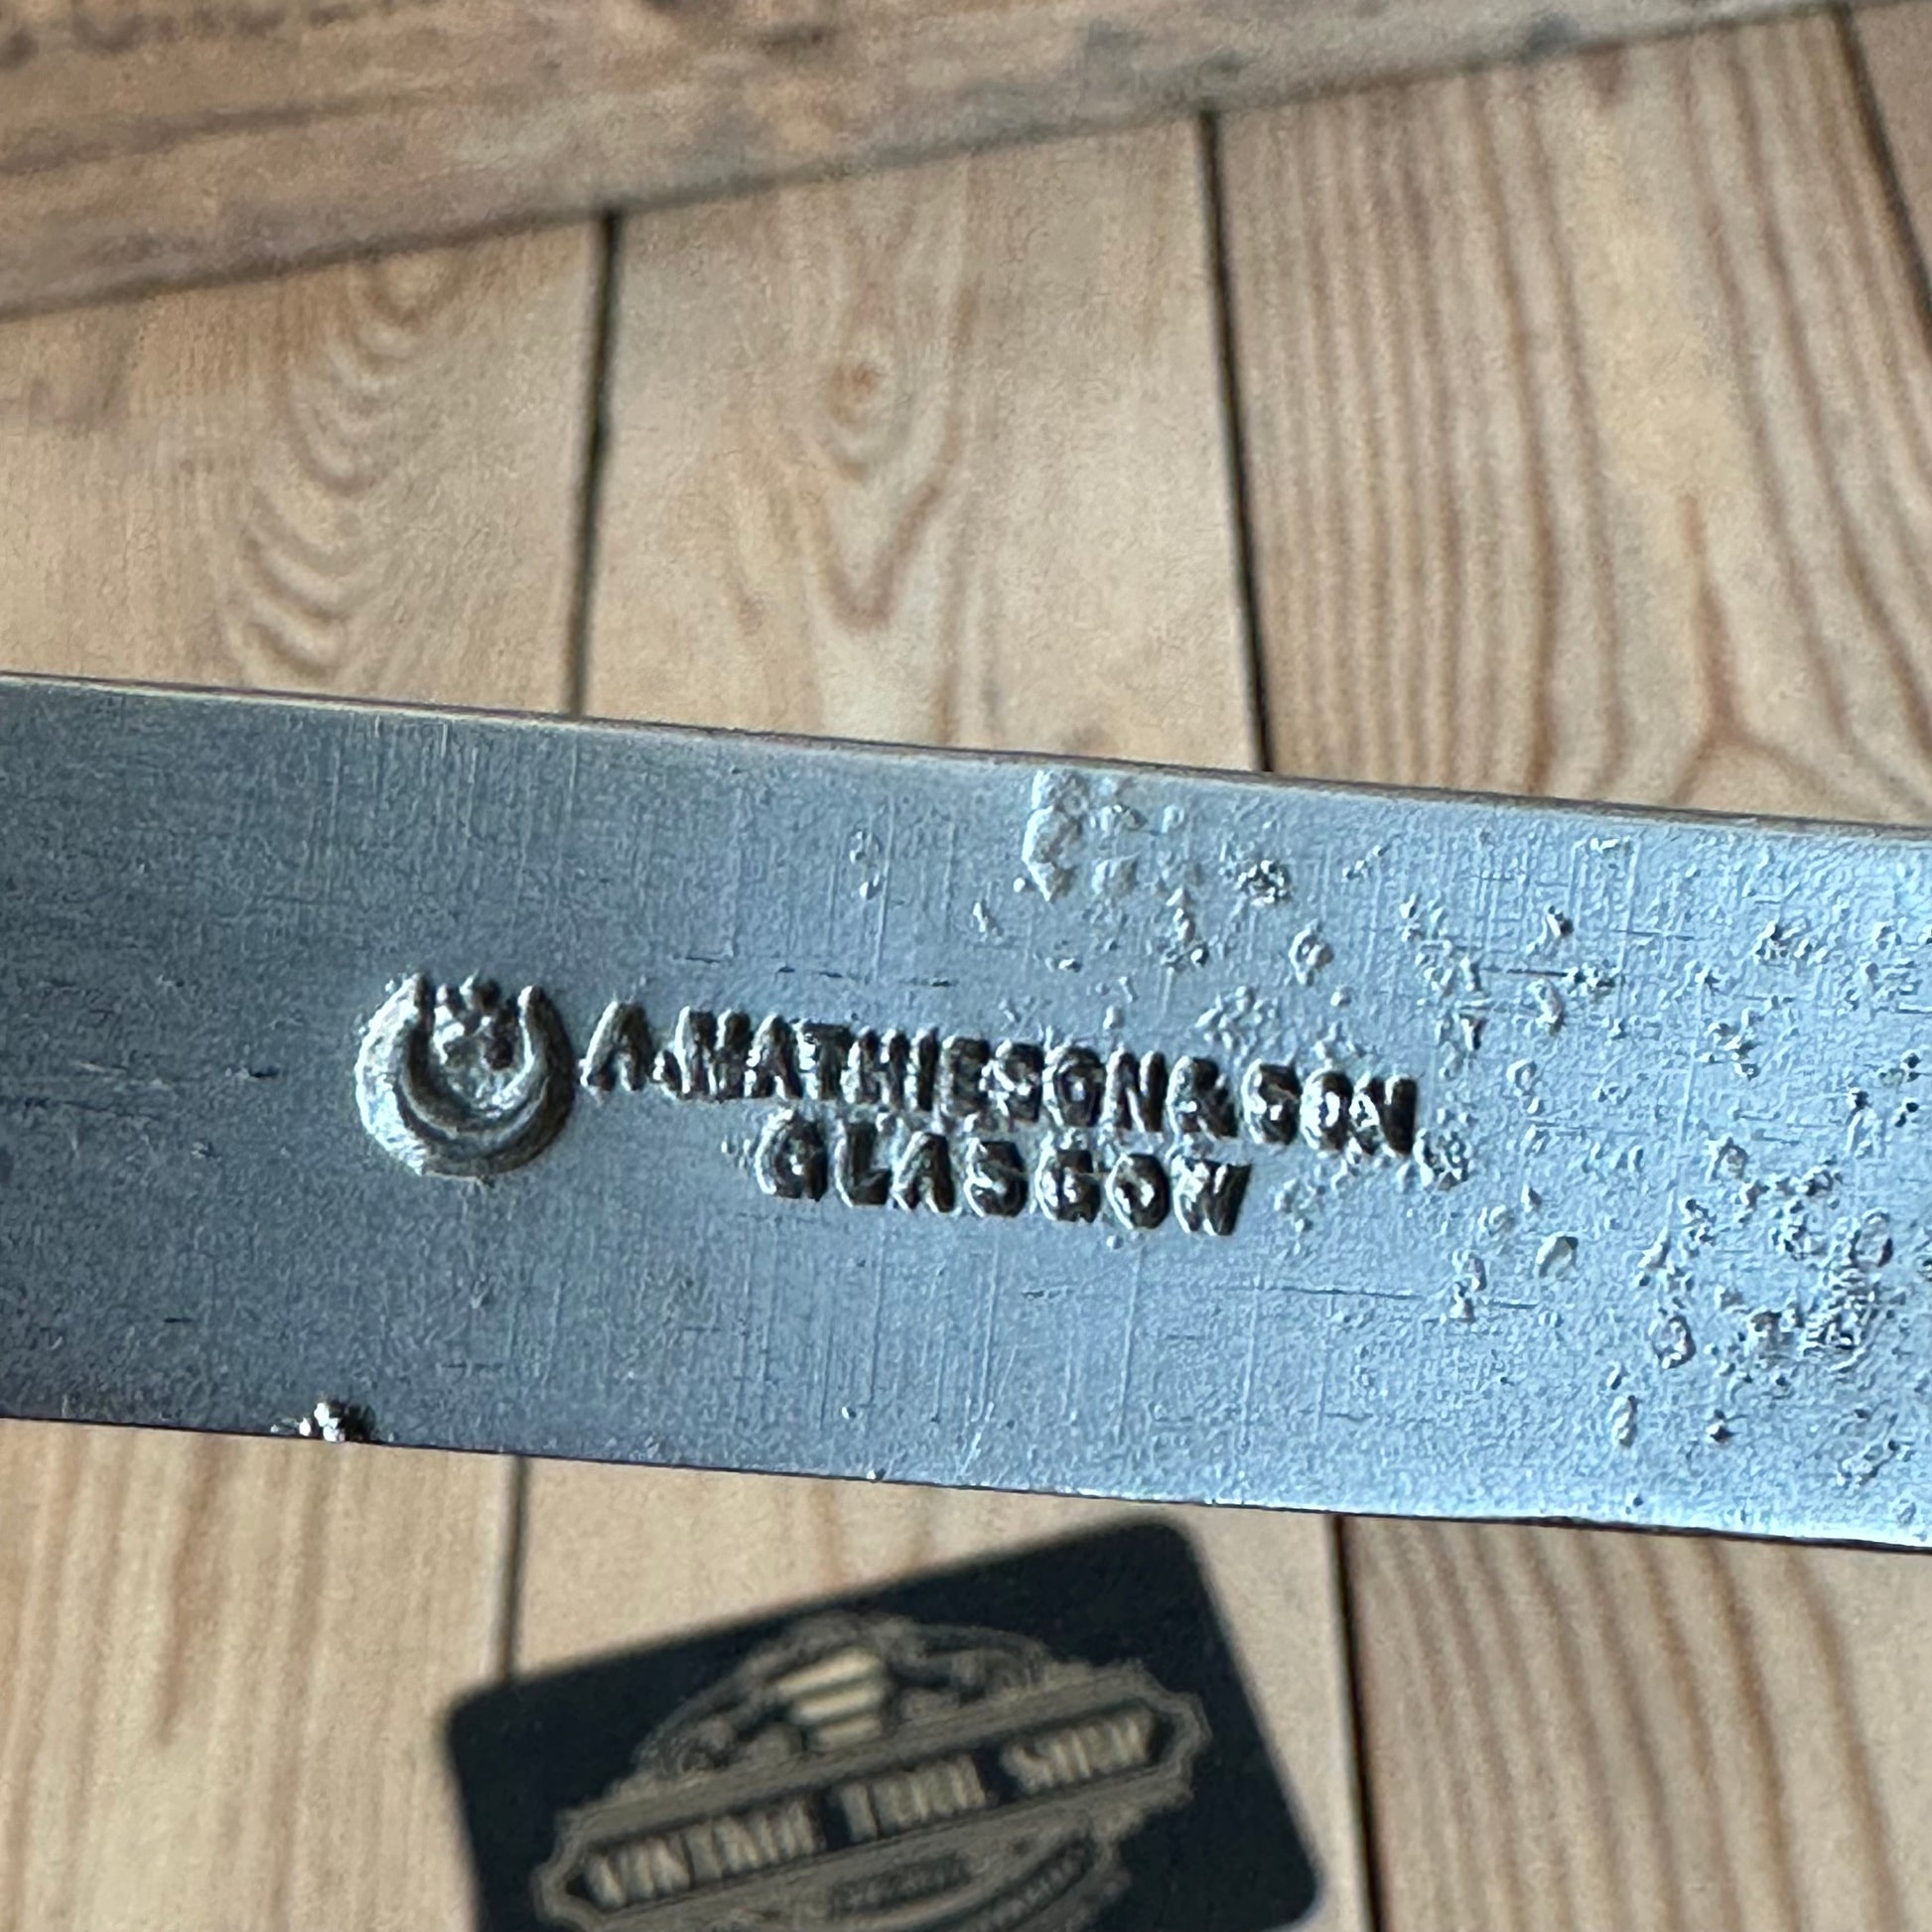 A. MATHIESON & SON
GLASGOW
VINTAGE TOOL SHOP